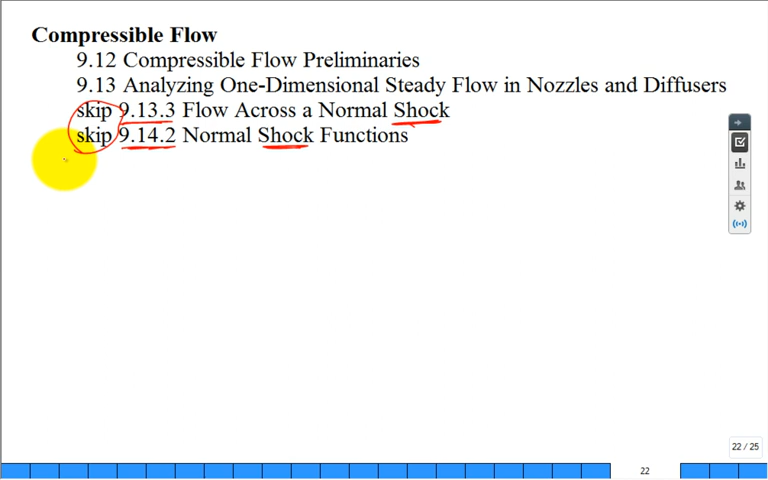 Compressible Flow
9.12 Compressible Flow Preliminaries
9.13 Analyzing One-Dimensional Steady Flow in Nozzles and Diffusers
skip 9.13.3 Flow Across a Normal Shock
skip 9.14.2 Normal Shock Functions
22 / 25
22